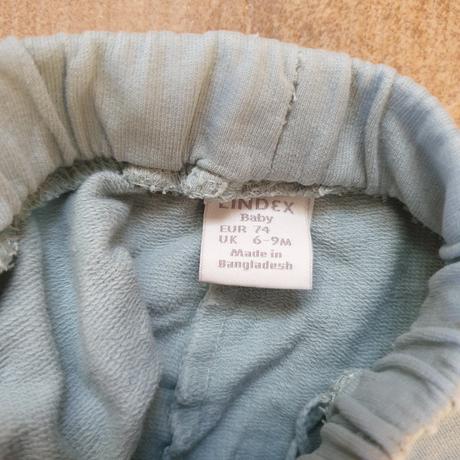 LINDEX
Baby
EUR 74
UK 6-9M
Made in
Bangladesh